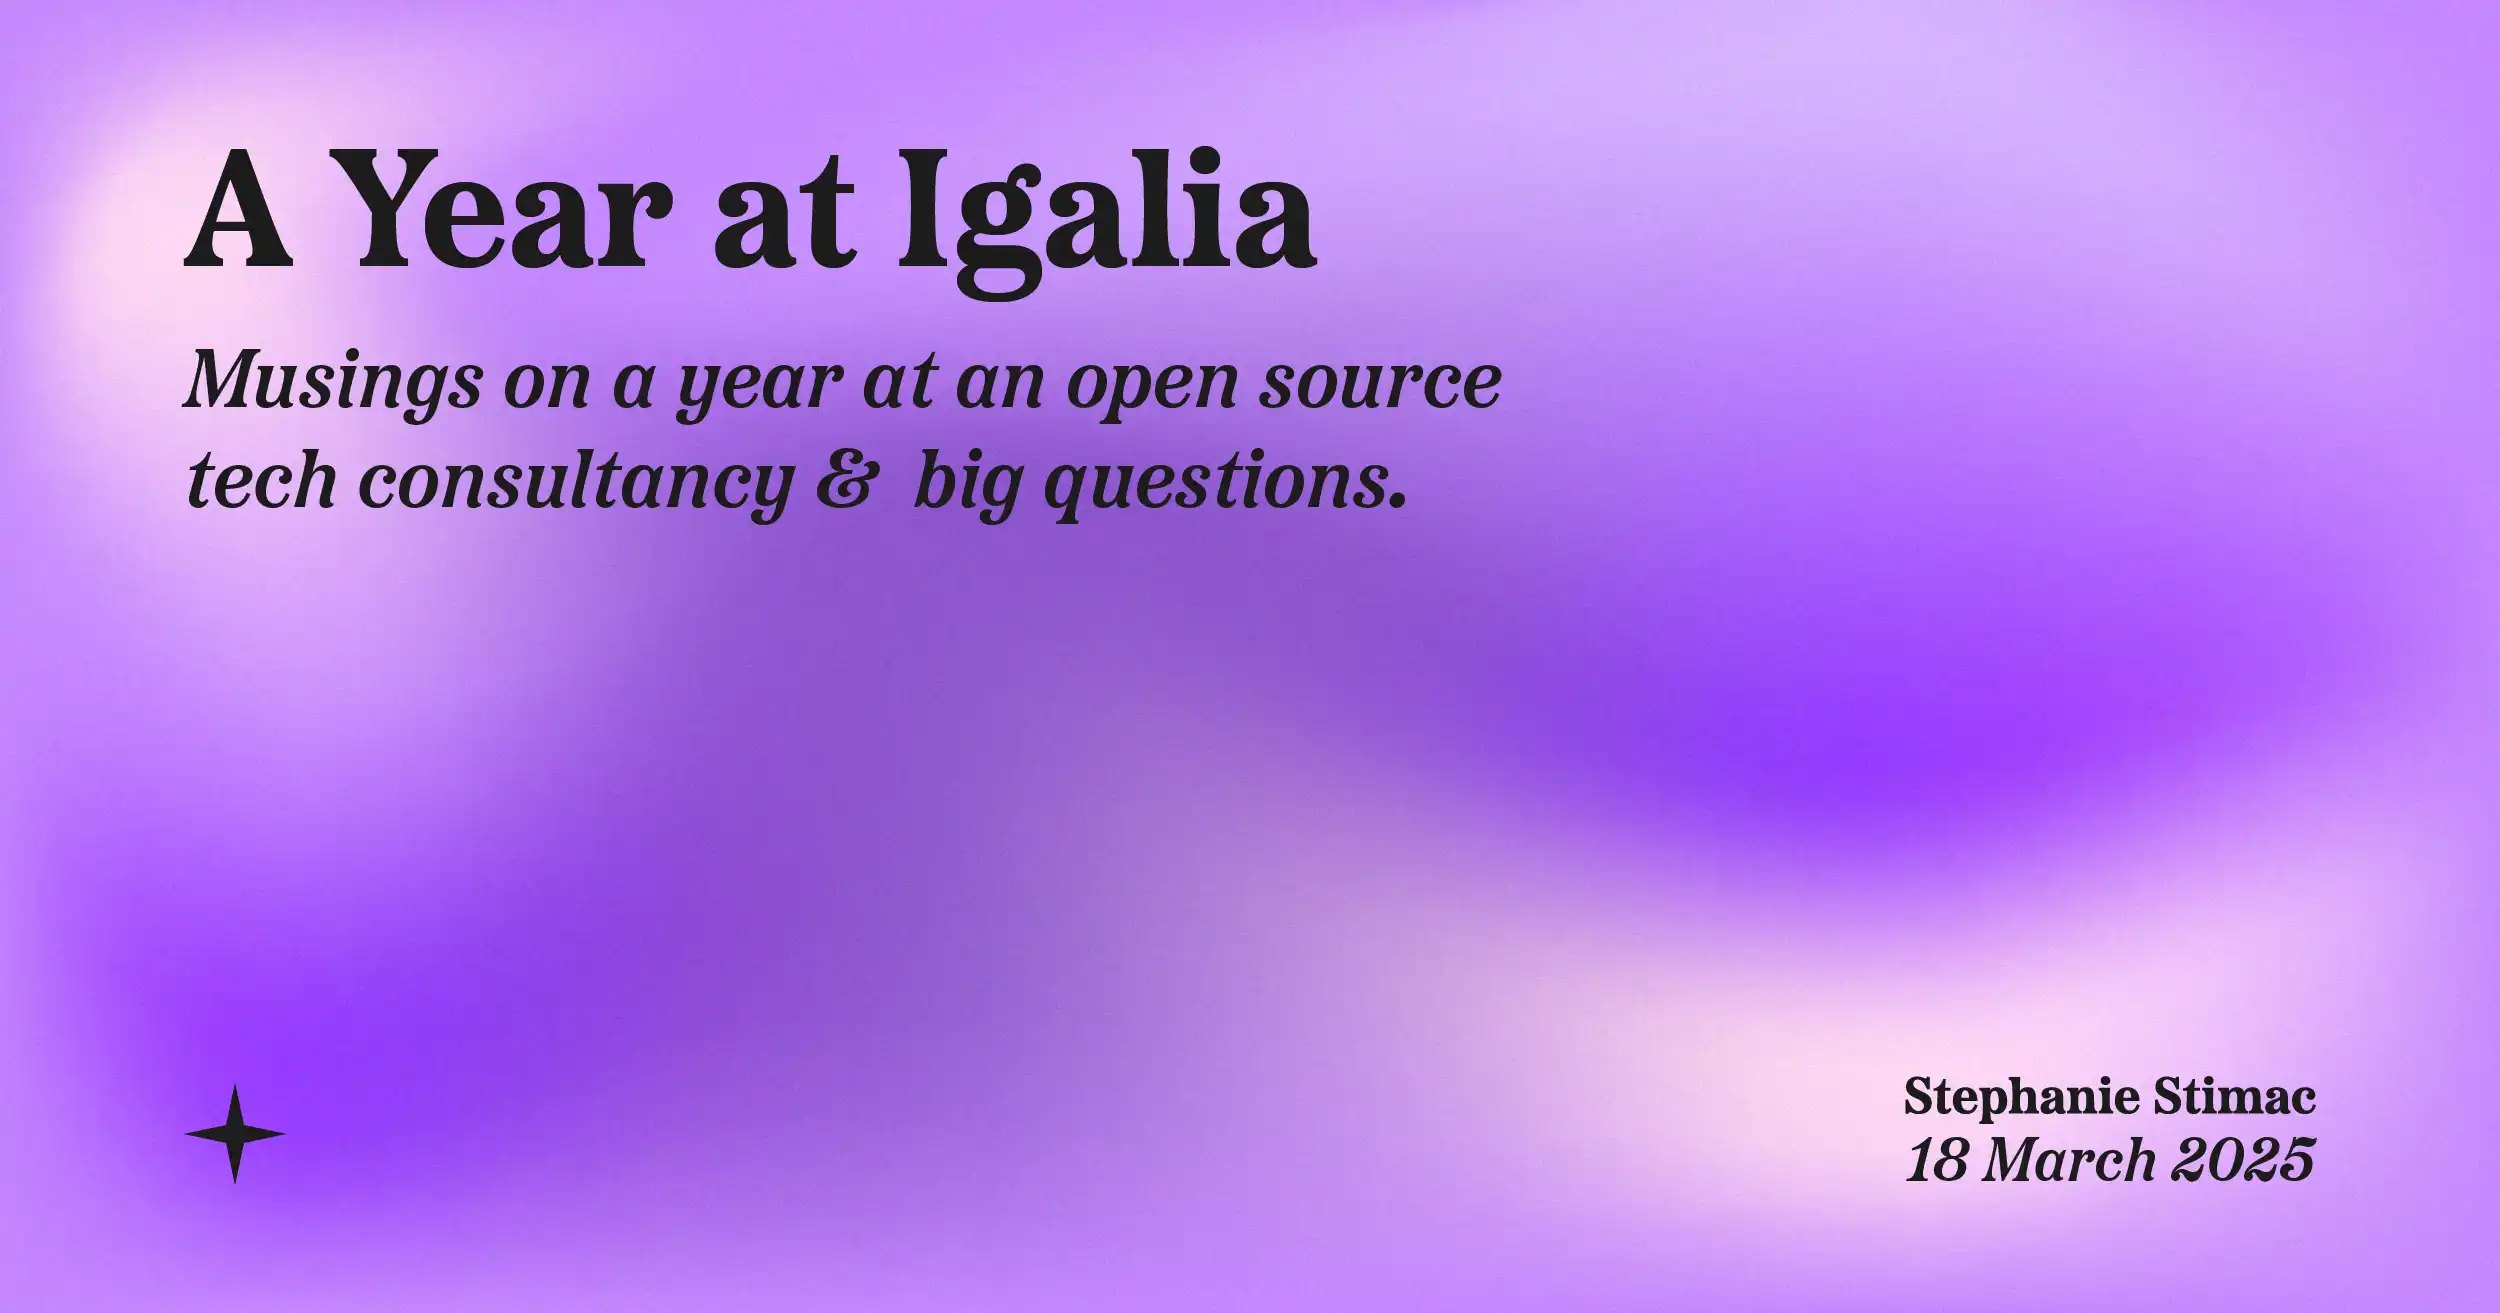 A Year at Igalia
Musings on a year at an open source
tech consultancy & big questions.
Stephanie Stimac
18 March 2025